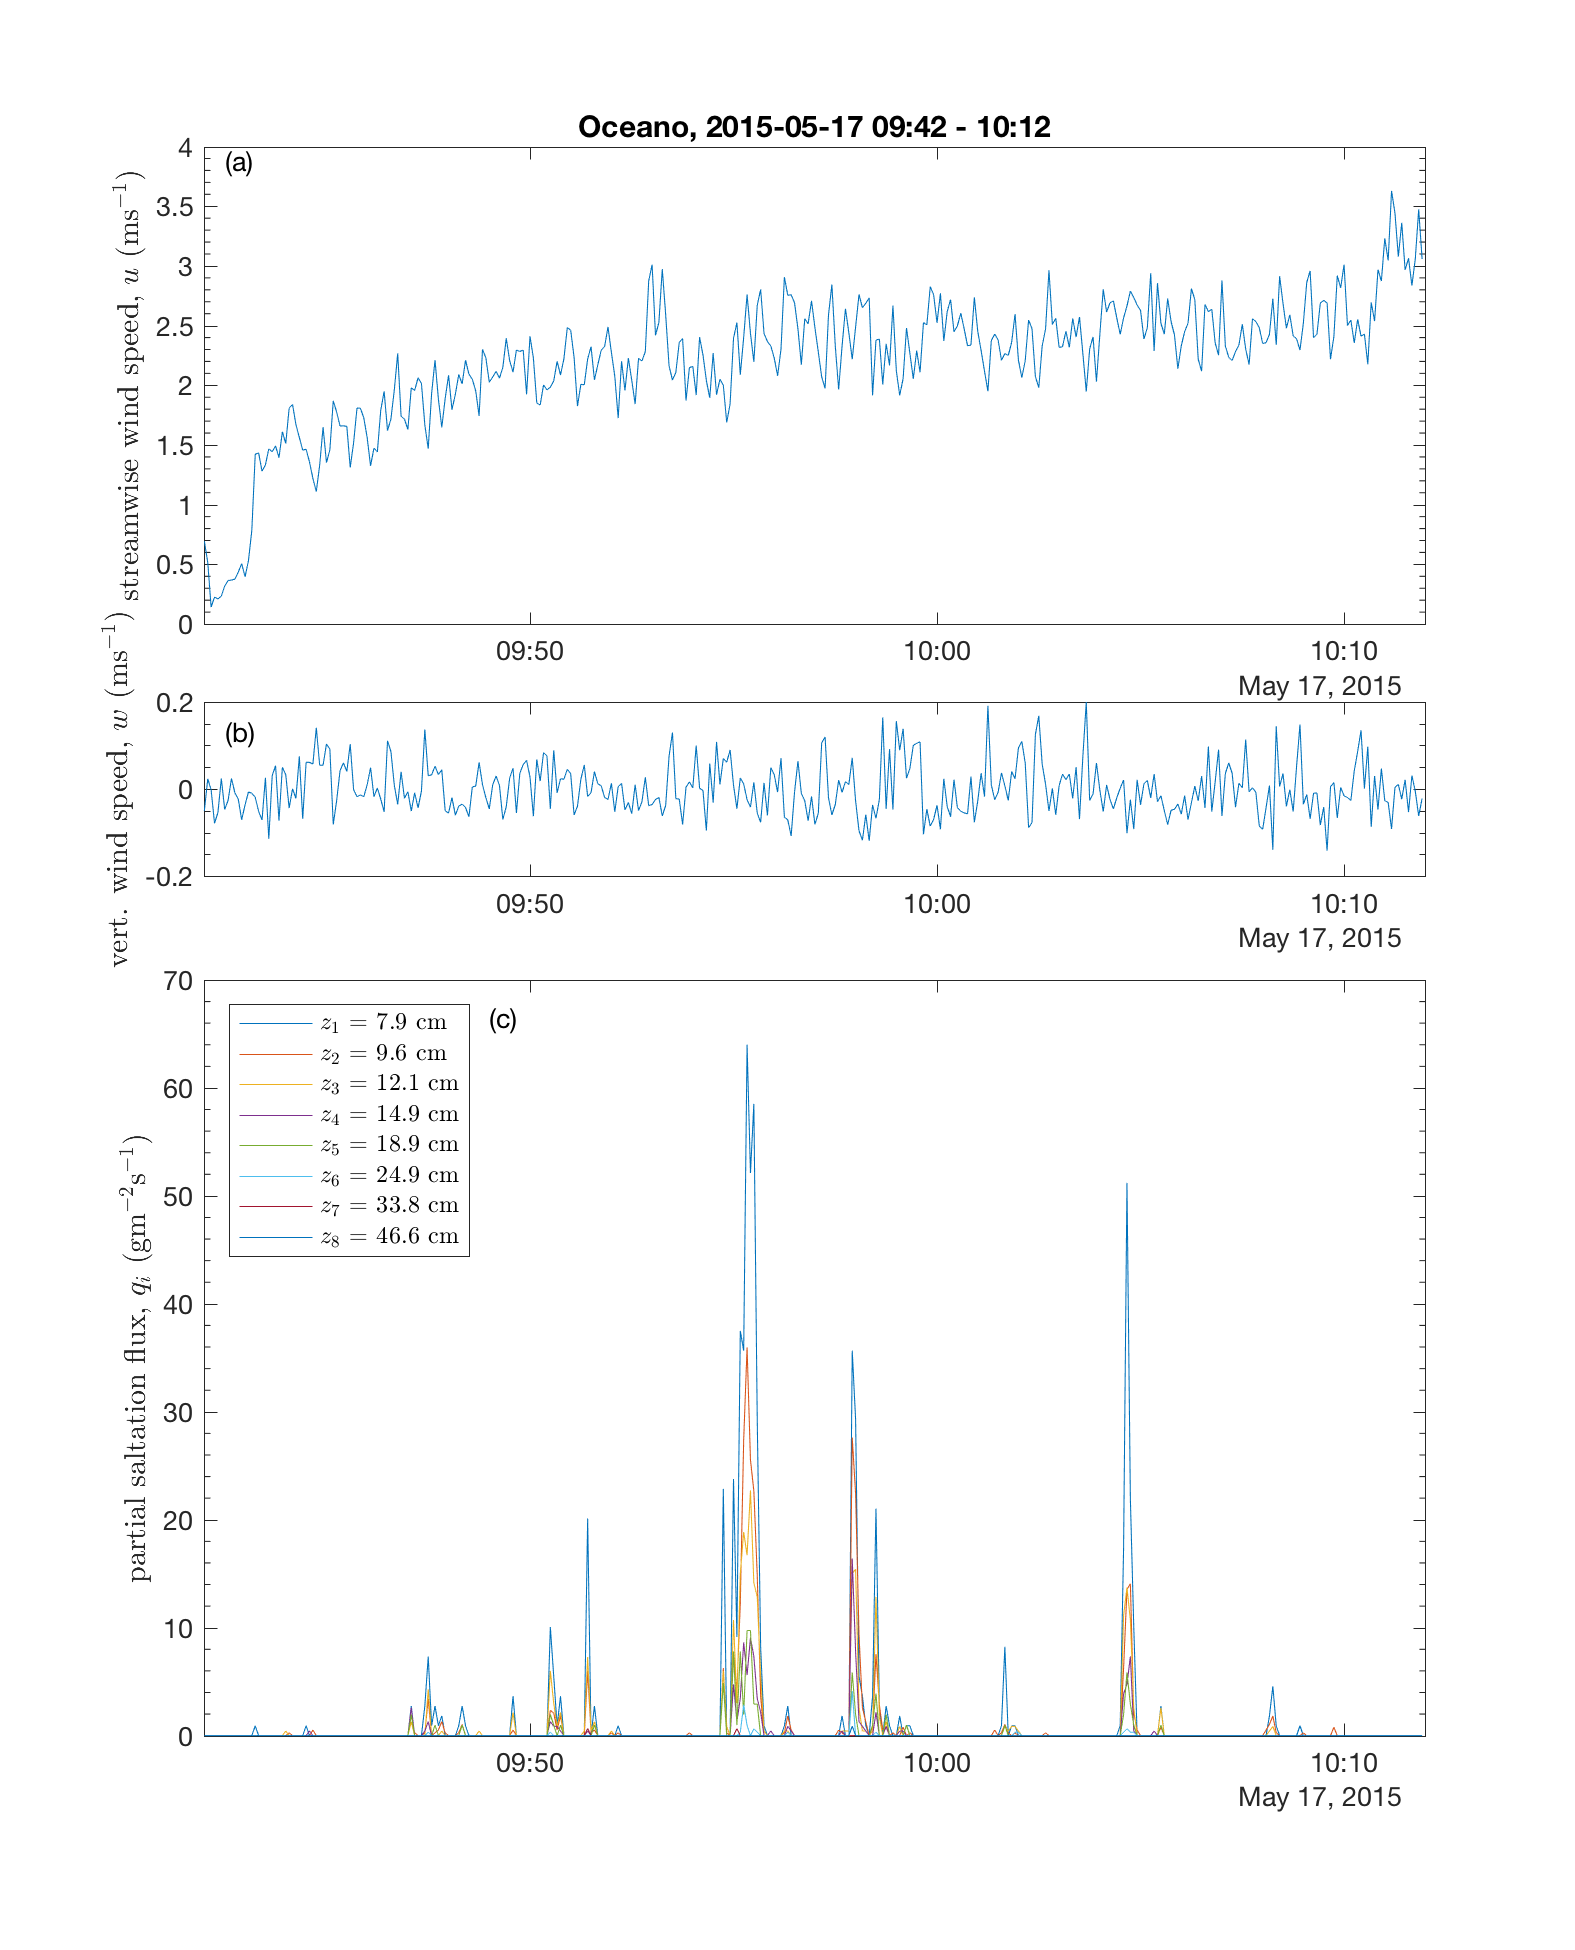 Oceano, 2015-05-17 09:42 - 10:12
(a)
streamwise wind speed, u (ms⁻¹)
4
3.5
3
2.5
2
1.5
1
0.5
0
09:50 10:00 10:10
May 17, 2015
(b)
vert. wind speed, w (ms⁻¹)
0.2
0
-0.2
09:50 10:00 10:10
May 17, 2015
(c)
partial saltation flux, qᵢ (gm⁻²s⁻¹)
70
60
50
40
30
20
10
0
z₁ = 7.9 cm
z₂ = 9.6 cm
z₃ = 12.1 cm
z₄ = 14.9 cm
z₅ = 18.9 cm
z₆ = 24.9 cm
z₇ = 33.8 cm
z₈ = 46.6 cm
09:50 10:00 10:10
May 17, 2015